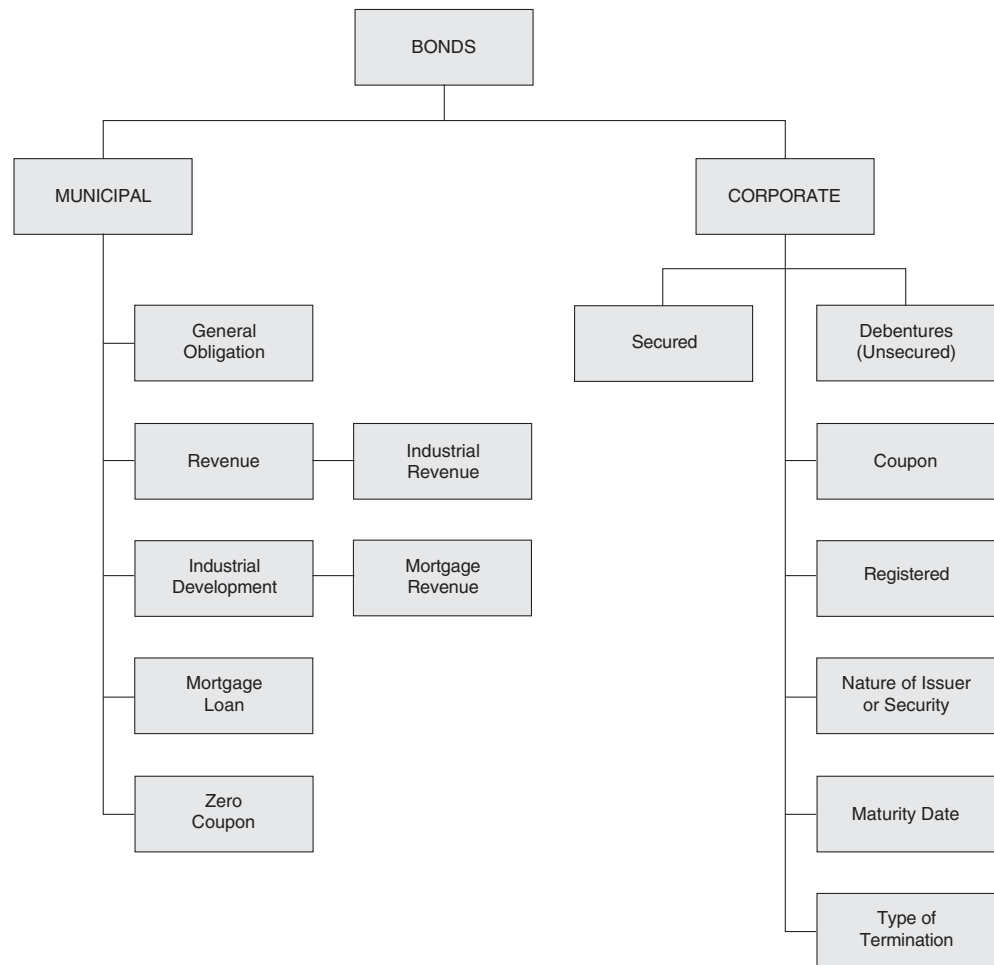 BONDS
MUNICIPAL
CORPORATE
General
Obligation
Secured
Debentures
(Unsecured)
Revenue
Industrial
Revenue
Coupon
Industrial
Development
Mortgage
Revenue
Registered
Mortgage
Loan
Nature of Issuer
or Security
Zero
Coupon
Maturity Date
Type of
Termination